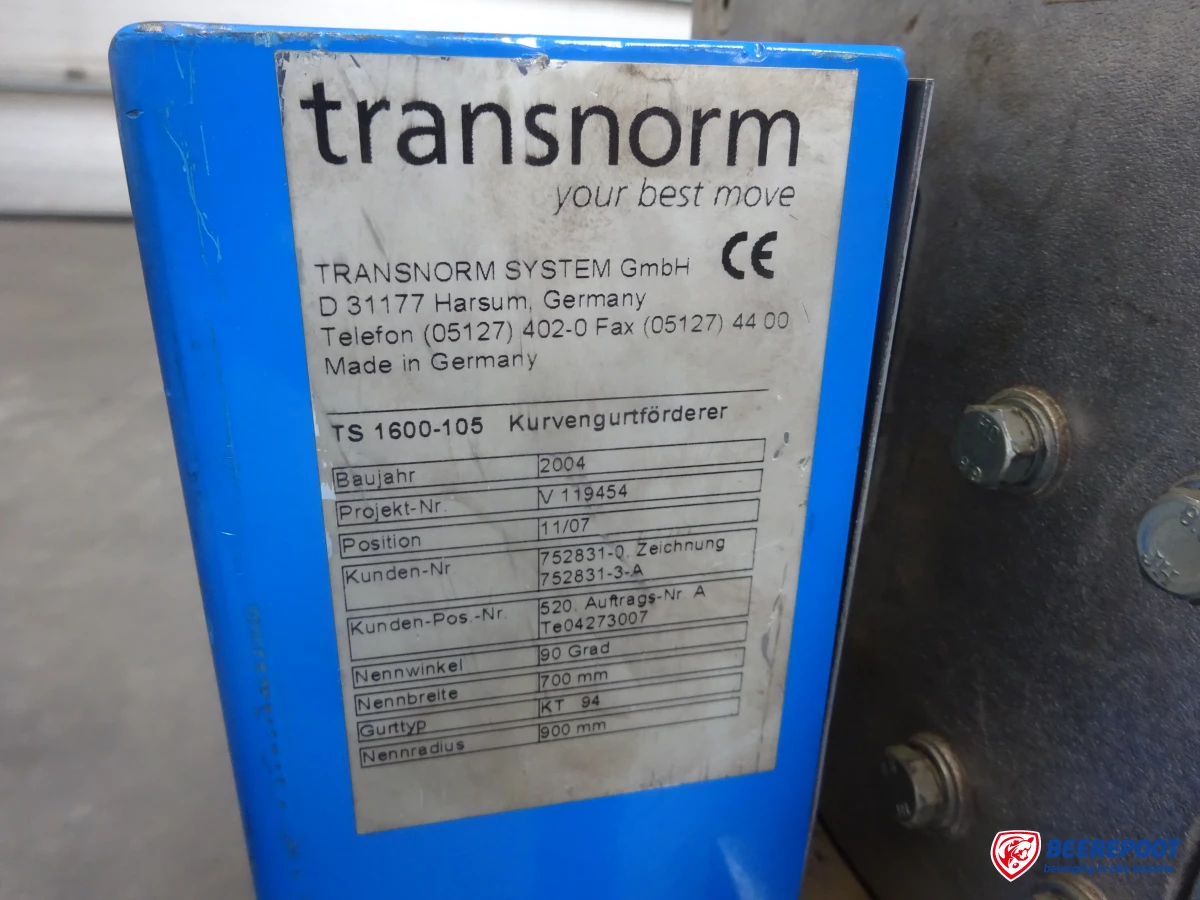 transnorm
your best move
CE
TRANSNORM SYSTEM GmbH
D 31177 Harsum, Germany
Telefon (05127) 402-0 Fax (05127) 44 00
Made in Germany
TS 1600-105 Kurvengurtförderer
Baujahr 2004
Projekt-Nr. V 119454
Position 11/07
Kunden-Nr 752831-0, Zeichnung
752831-3-A
Kunden-Pos.-Nr. 520, Auftrags-Nr A
Te04273007
Nennwinkel 90 Grad
Nennbreite 700 mm
Gurttyp KT 94
Nennradius 900 mm
BEEREPOOT